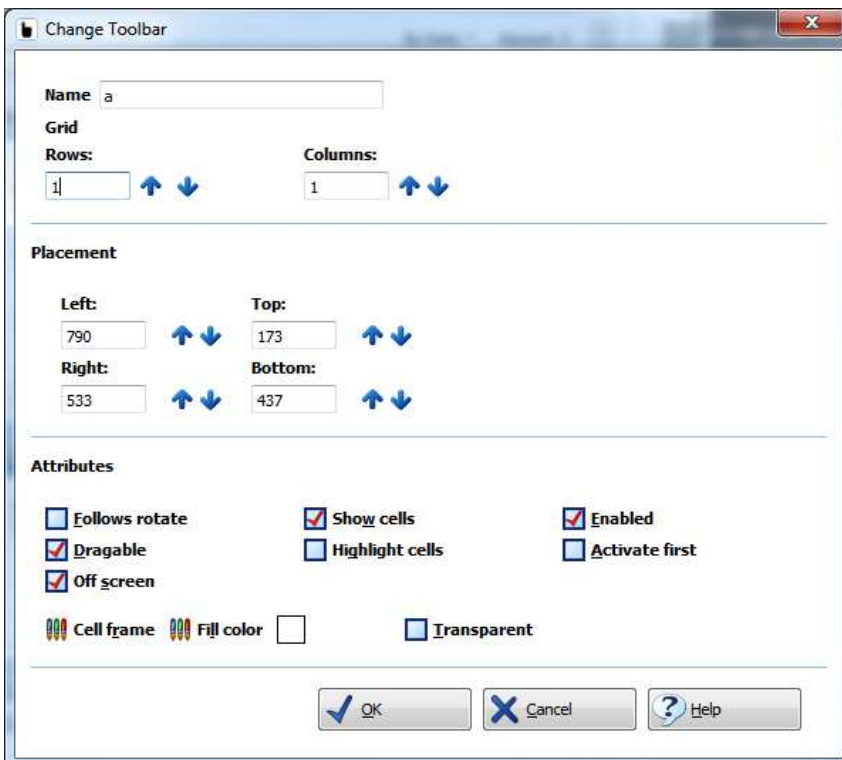 Change Toolbar
Name a
Grid
Rows: Columns:
1 1
Placement
Left: Top:
790 173
Right: Bottom:
533 437
Attributes
Follows rotate Show cells Enabled
Dragable Highlight cells Activate first
Off screen
Cell frame Fill color Transparent
OK Cancel Help